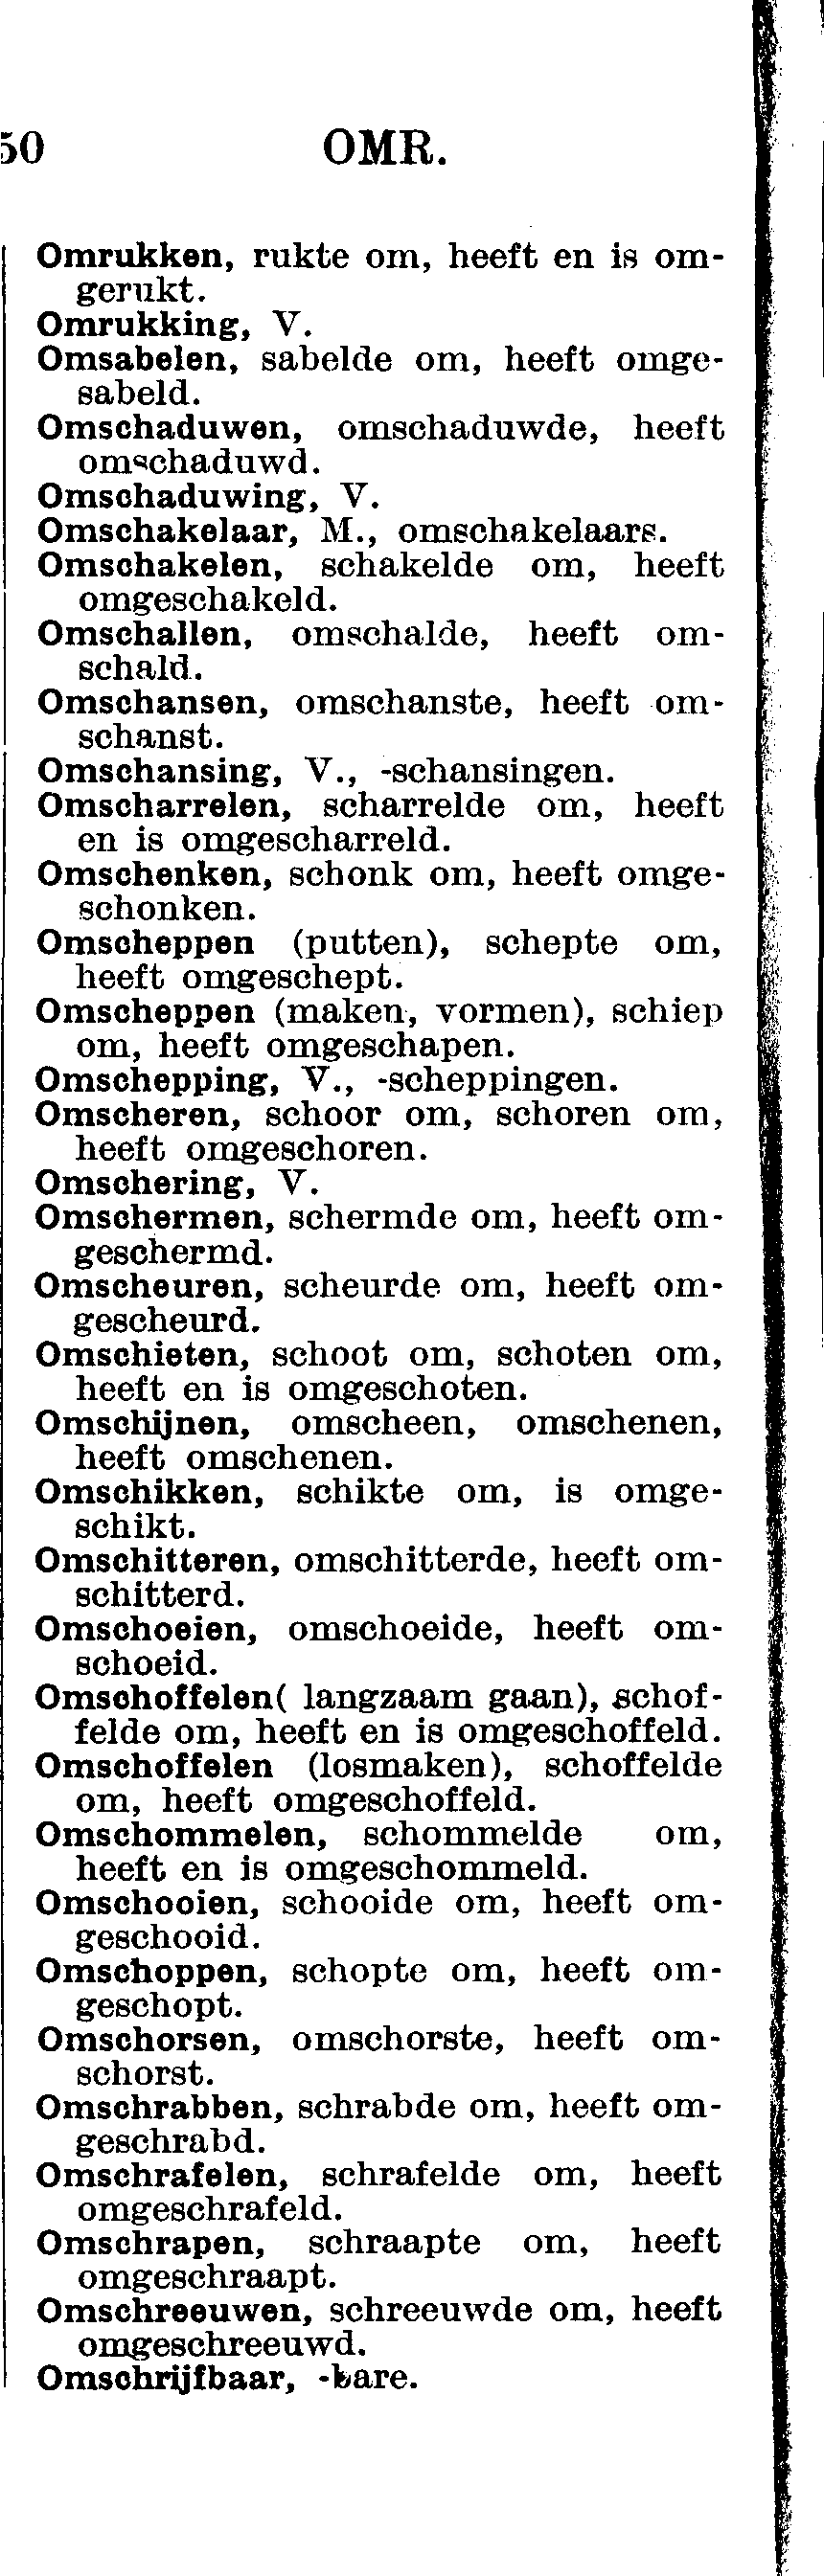 50 OMR.
Omrukken, rukte om, heeft en is om-
gerukt.
Omrukking, V.
Omsabelen, sabelde om, heeft omge-
sabeld.
Omschaduwen, omschaduwde, heeft
omschaduwd.
Omschaduwing, V.
Omschakelaar, M., omschakelaars.
Omschakelen, schakelde om, heeft
omgeschakeld.
Omschallen, omschalde, heeft om-
schald.
Omschansen, omschanste, heeft om-
schanst.
Omschansing, V., -schansingen.
Omscharrelen, scharrelde om, heeft
en is omgescharreld.
Omschenken, schonk om, heeft omge-
schonken.
Omscheppen (putten), schepte om,
heeft omgeschept.
Omscheppen (maken, vormen), schiep
om, heeft omgeschapen.
Omschepping, V., -scheppingen.
Omscheren, schoor om, schoren om,
heeft omgeschoren.
Omschering, V.
Omschermen, schermde om, heeft om-
geschermd.
Omscheuren, scheurde om, heeft om-
gescheurd.
Omschieten, schoot om, schoten om,
heeft en is omgeschoten.
Omschijnen, omscheen, omschenen,
heeft omschenen.
Omschikken, schikte om, is omge-
schikt.
Omschitteren, omschitterde, heeft om-
schitterd.
Omschoeien, omschoeide, heeft om-
schoeid.
Omschoffelen( langzaam gaan), schof-
felde om, heeft en is omgeschoffeld.
Omschoffelen (losmaken), schoffelde
om, heeft omgeschoffeld.
Omschommelen, schommelde om,
heeft en is omgeschommeld.
Omschooien, schooide om, heeft om-
geschooid.
Omschoppen, schopte om, heeft om-
geschopt.
Omschorsen, omschorste, heeft om-
schorst.
Omschrabben, schrabde om, heeft om-
geschrabd.
Omschrafelen, schrafelde om, heeft
omgeschrafeld.
Omschrapen, schraapte om, heeft
omgeschraapt.
Omschreeuwen, schreeuwde om, heeft
omgeschreeuwd.
Omschrijfbaar, -bare.